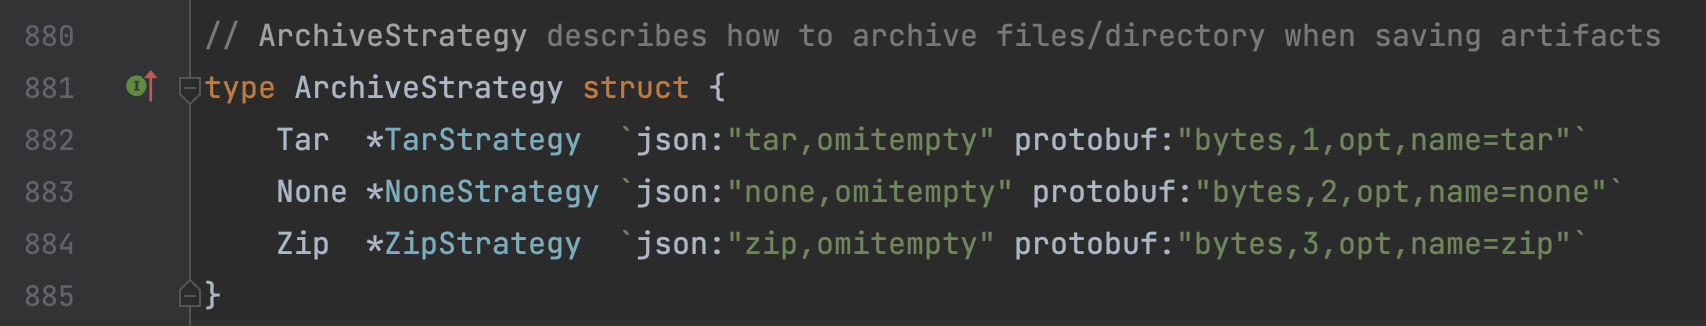 880 // ArchiveStrategy describes how to archive files/directory when saving artifacts
881 type ArchiveStrategy struct {
882     Tar  *TarStrategy  `json:"tar,omitempty" protobuf:"bytes,1,opt,name=tar"`
883     None *NoneStrategy `json:"none,omitempty" protobuf:"bytes,2,opt,name=none"`
884     Zip  *ZipStrategy  `json:"zip,omitempty" protobuf:"bytes,3,opt,name=zip"`
885 }